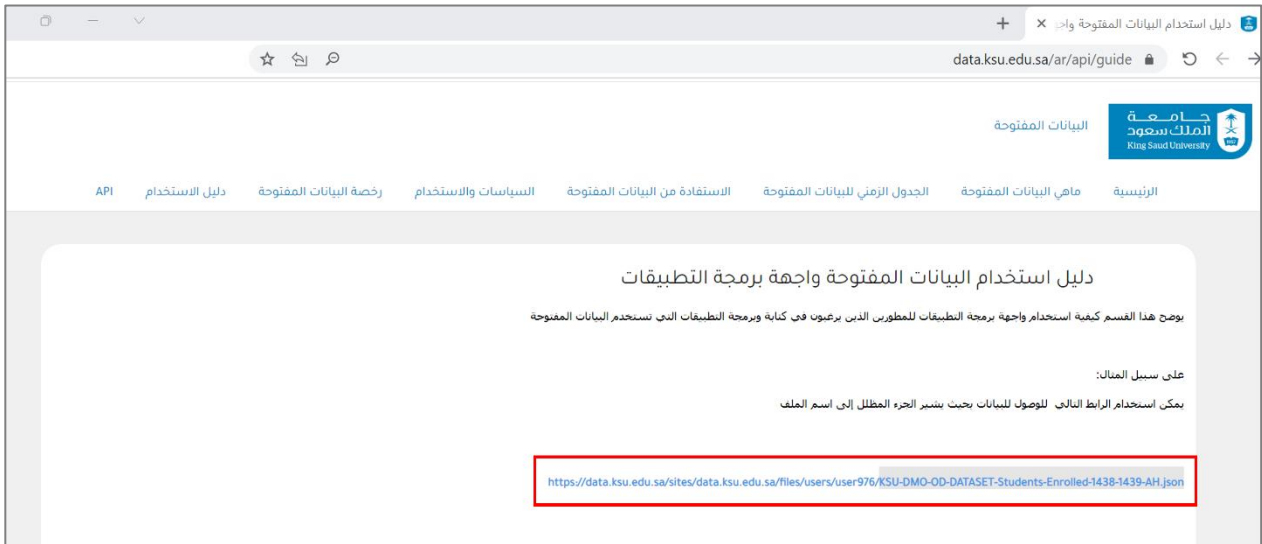 دليل استخدام البيانات المفتوحة واج
data.ksu.edu.sa/ar/api/guide
جـامـعـة
الملك سعود
King Saud University
البيانات المفتوحة
الرئيسية ماهي البيانات المفتوحة الجدول الزمني للبيانات المفتوحة الاستفادة من البيانات المفتوحة السياسات والاستخدام رخصة البيانات المفتوحة دليل الاستخدام API
دليل استخدام البيانات المفتوحة واجهة برمجة التطبيقات
يوضح هذا القسم كيفية استخدام واجهة برمجة التطبيقات للمطورين الذين يرغبون في كتابة وبرمجة التطبيقات التي تستخدم البيانات المفتوحة
على سبيل المثال:
يمكن استخدام الرابط التالي للوصول للبيانات بحيث يشير الجزء المظلل إلى اسم الملف
https://data.ksu.edu.sa/sites/data.ksu.edu.sa/files/users/user976/KSU-DMO-OD-DATASET-Students-Enrolled-1438-1439-AH.json